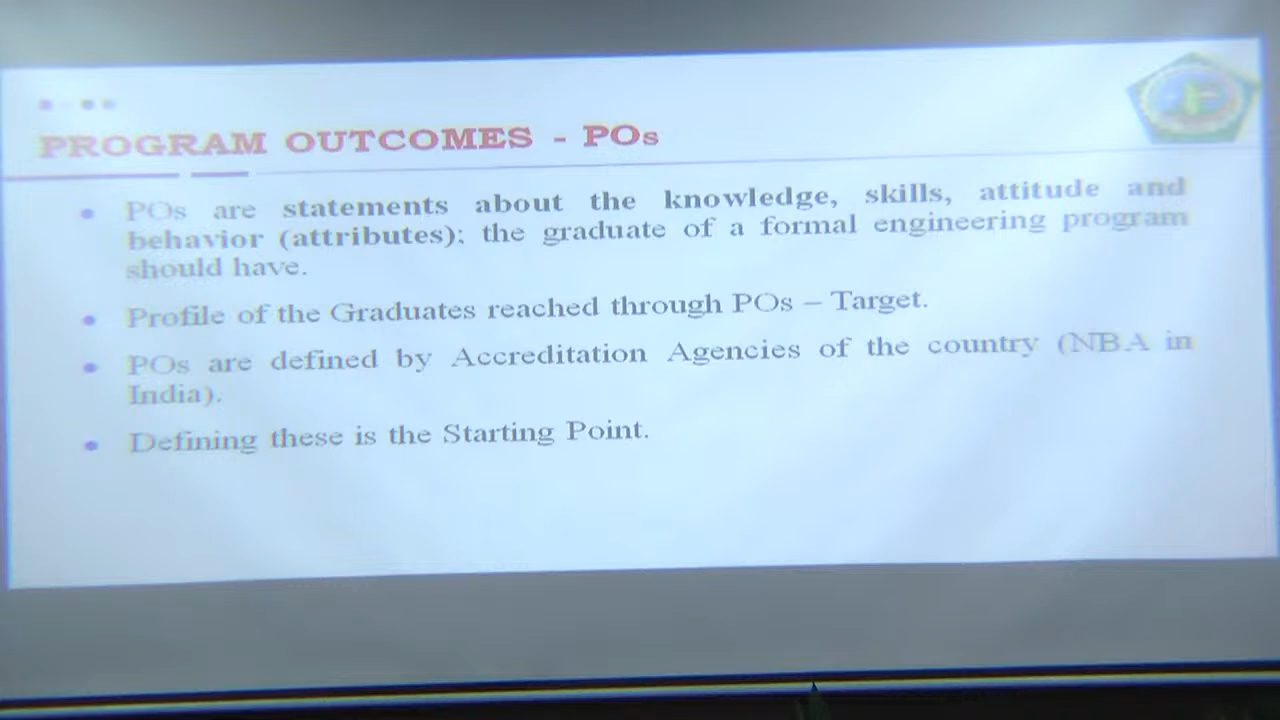 PROGRAM OUTCOMES - POs
POs are statements about the knowledge, skills, attitude and
behavior (attributes); the graduate of a formal engineering program
should have.
Profile of the Graduates reached through POs – Target.
POs are defined by Accreditation Agencies of the country (NBA in
India).
Defining these is the Starting Point.